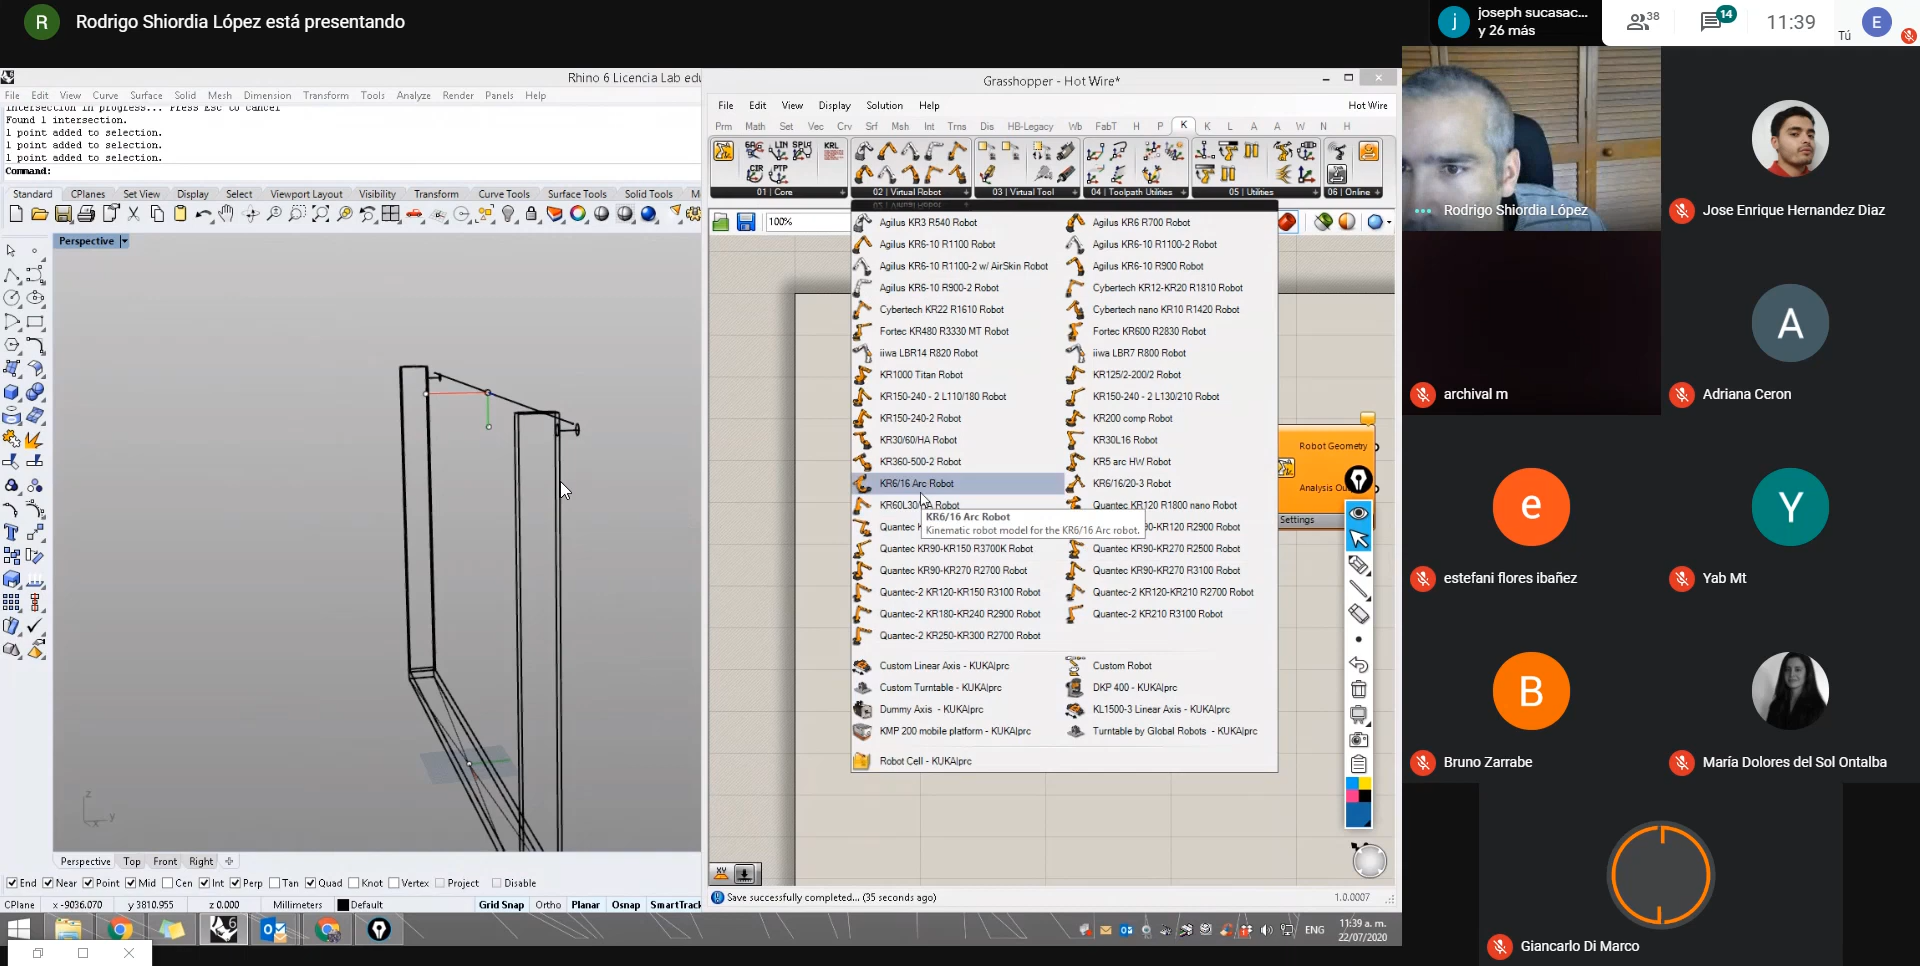 R
Rodrigo Shiordia López está presentando
j
joseph sucasac...
y 26 más
38
14
11:39
Tú
E
Rhino 6 Licencia Lab edu
File Edit View Curve Surface Solid Mesh Dimension Transform Tools Analyze Render Panels Help
Intersection in progress... Press Esc to cancel
Found 1 intersection.
1 point added to selection.
1 point added to selection.
1 point added to selection.
Command:
Standard CPlanes Set View Display Select Viewport Layout Visibility Transform Curve Tools Surface Tools Solid Tools M
Perspective
z
y
x
Perspective Top Front Right
End Near Point Mid Cen Int Perp Tan Quad Knot Vertex Project Disable
CPlane x -9036.070 y 3810.955 z 0.000 Millimeters Default Grid Snap Ortho Planar Osnap SmartTrack
Grasshopper - Hot Wire*
File Edit View Display Solution Help
Hot Wire
Prm Math Set Vec Crv Srf Msh Int Trns Dis HB-Legacy Wb FabT H P K K L A A W N H
LIN SPLN KRL
CIR PTP
01 | Core
02 | Virtual Robot
03 | Virtual Tool
04 | Toolpath Utilities
05 | Utilities
06 | Online
100%
Agilus KR3 R540 Robot
Agilus KR6 R700 Robot
Agilus KR6-10 R1100 Robot
Agilus KR6-10 R1100-2 Robot
Agilus KR6-10 R1100-2 w/ AirSkin Robot
Agilus KR6-10 R900 Robot
Agilus KR6-10 R900-2 Robot
Cybertech KR12-KR20 R1810 Robot
Cybertech KR22 R1610 Robot
Cybertech nano KR10 R1420 Robot
Fortec KR480 R3330 MT Robot
Fortec KR600 R2830 Robot
iiwa LBR14 R820 Robot
iiwa LBR7 R800 Robot
KR1000 Titan Robot
KR125/2-200/2 Robot
KR150-240 - 2 L110/180 Robot
KR150-240 - 2 L130/210 Robot
KR150-240-2 Robot
KR200 comp Robot
KR30/60/HA Robot
KR30L16 Robot
KR360-500-2 Robot
KR5 arc HW Robot
KR6/16 Arc Robot
KR6/16/20-3 Robot
KR60L30/ A Robot
Quantec KR120 R1800 nano Robot
KR6/16 Arc Robot
Kinematic robot model for the KR6/16 Arc robot.
Quantec K
90-KR120 R2900 Robot
Quantec KR90-KR150 R3700K Robot
Quantec KR90-KR270 R2500 Robot
Quantec KR90-KR270 R2700 Robot
Quantec KR90-KR270 R3100 Robot
Quantec-2 KR120-KR150 R3100 Robot
Quantec-2 KR120-KR210 R2700 Robot
Quantec-2 KR180-KR240 R2900 Robot
Quantec-2 KR210 R3100 Robot
Quantec-2 KR250-KR300 R2700 Robot
Custom Linear Axis - KUKA|prc
Custom Robot
Custom Turntable - KUKA|prc
DKP 400 - KUKA|prc
Dummy Axis - KUKA|prc
KL1500-3 Linear Axis - KUKA|prc
KMP 200 mobile platform - KUKA|prc
Turntable by Global Robots - KUKA|prc
Robot Cell - KUKA|prc
Robot Geometry
Analysis Ou
Settings
Save successfully completed... (35 seconds ago)
1.0.0007
ENG
11:39 a. m.
22/07/2020
Rodrigo Shiordia López
Jose Enrique Hernandez Diaz
archival m
A
Adriana Ceron
e
estefani flores ibañez
Y
Yab Mt
B
Bruno Zarrabe
María Dolores del Sol Ontalba
Giancarlo Di Marco